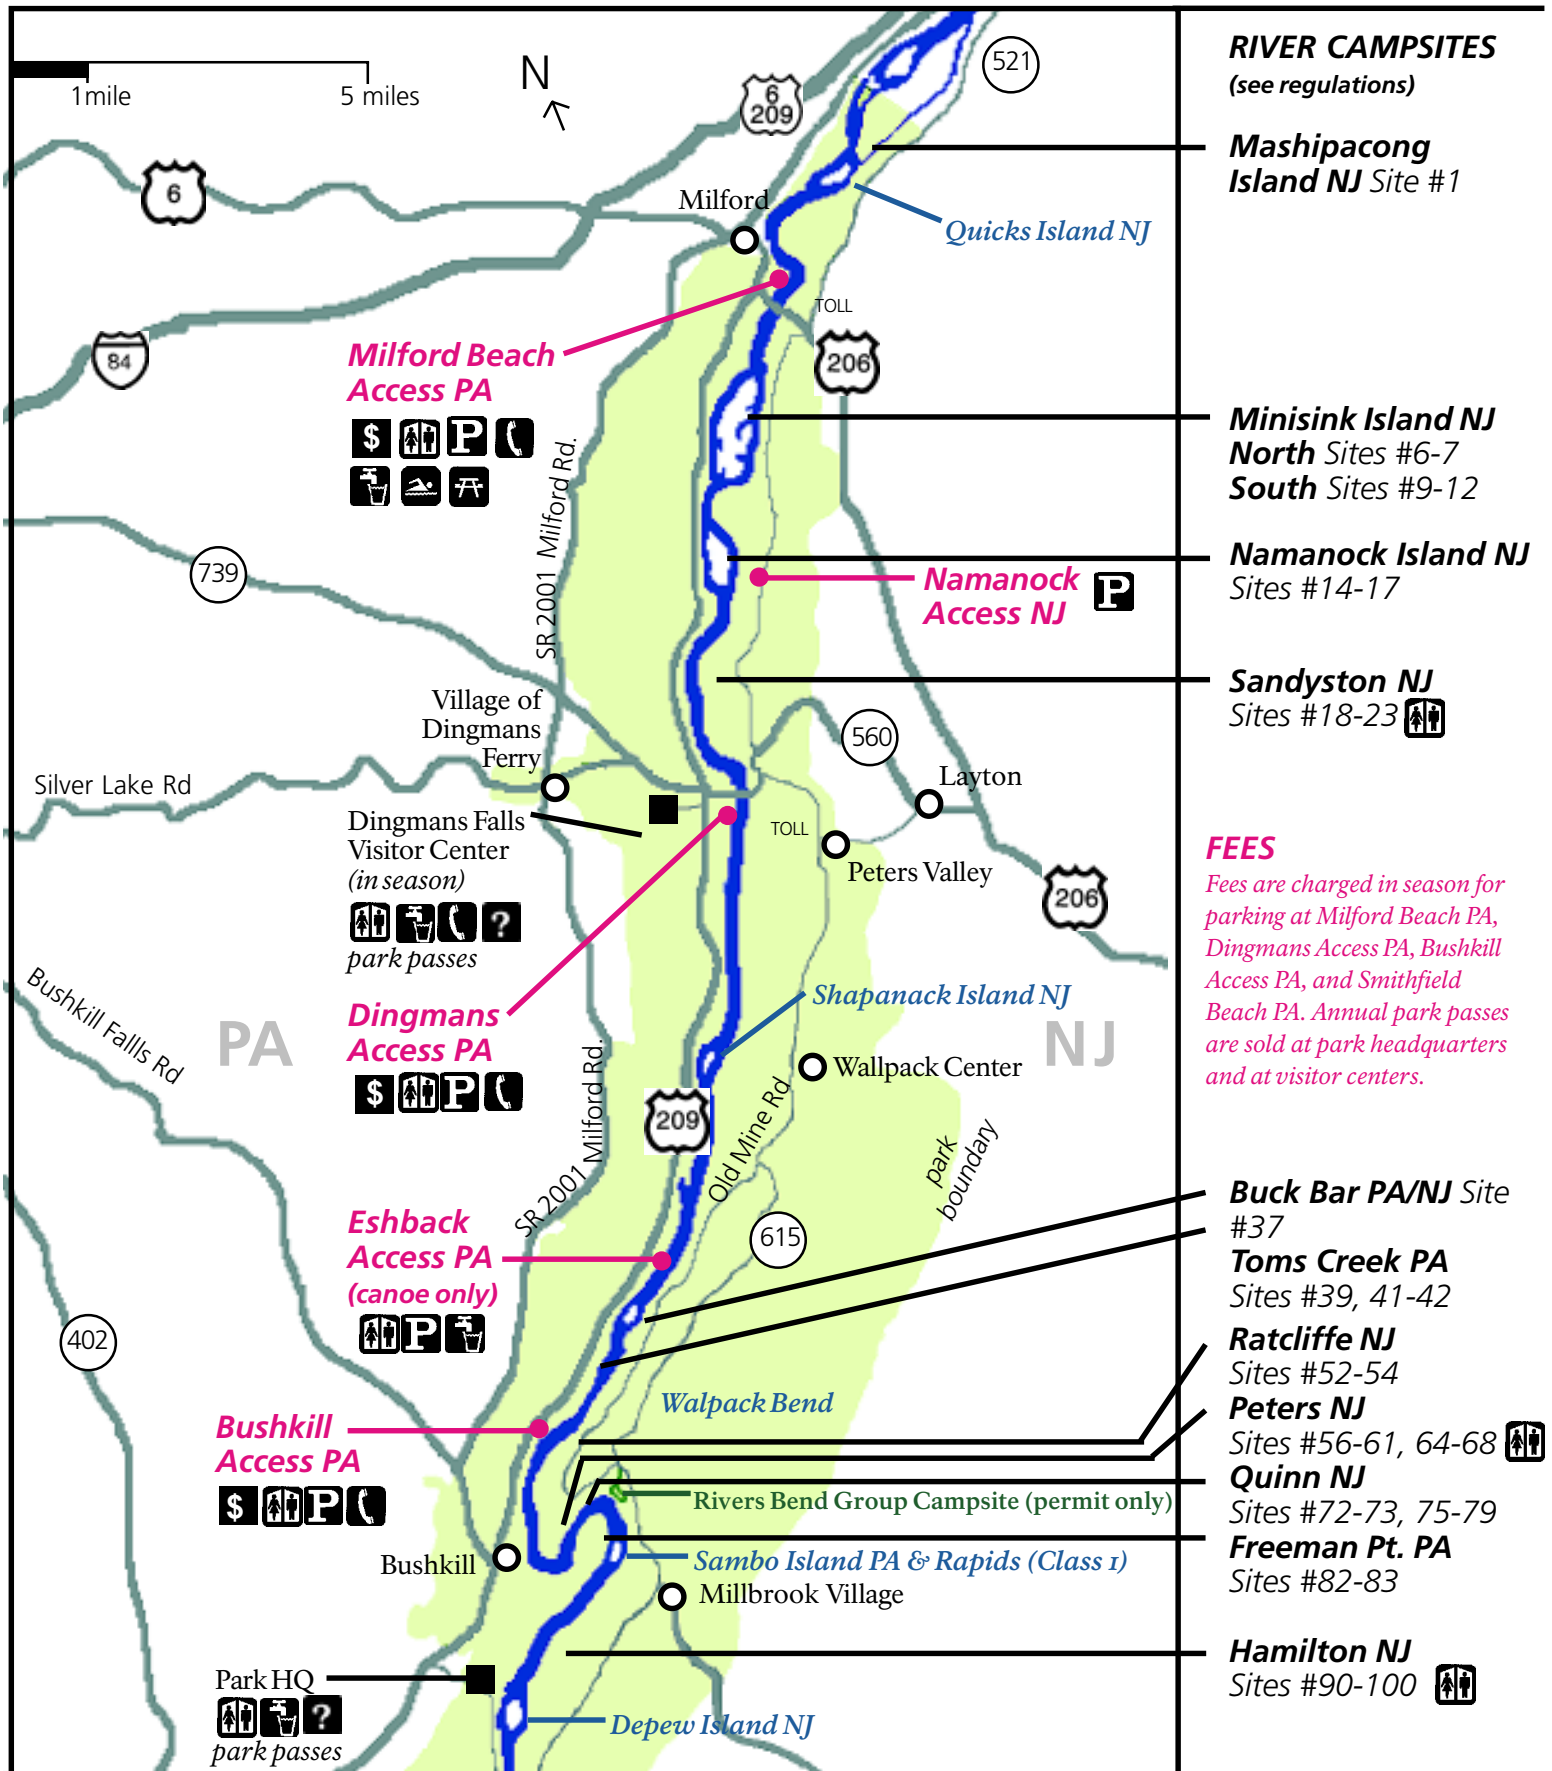 1mile
5 miles
N
6
209
521
6
Milford
Quicks Island NJ
TOLL
84
206
Milford Beach
Access PA
$
P
SR 2001 Milford Rd.
739
Namanock
Access NJ
P
Village of
Dingmans
Ferry
560
Layton
Silver Lake Rd
TOLL
Peters Valley
Dingmans Falls
Visitor Center
(in season)
?
park passes
206
Bushkill Fallls Rd
PA
Dingmans
Access PA
$
P
Shapanack Island NJ
Wallpack Center
NJ
209
Old Mine Rd
park
boundary
SR 2001 Milford Rd.
615
Eshback
Access PA
(canoe only)
P
402
Walpack Bend
Bushkill
Access PA
$
P
Rivers Bend Group Campsite (permit only)
Bushkill
Sambo Island PA & Rapids (Class 1)
Millbrook Village
Park HQ
?
park passes
Depew Island NJ
RIVER CAMPSITES
(see regulations)
Mashipacong
Island NJ Site #1
Minisink Island NJ
North Sites #6-7
South Sites #9-12
Namanock Island NJ
Sites #14-17
Sandyston NJ
Sites #18-23
FEES
Fees are charged in season for
parking at Milford Beach PA,
Dingmans Access PA, Bushkill
Access PA, and Smithfield
Beach PA. Annual park passes
are sold at park headquarters
and at visitor centers.
Buck Bar PA/NJ Site
#37
Toms Creek PA
Sites #39, 41-42
Ratcliffe NJ
Sites #52-54
Peters NJ
Sites #56-61, 64-68
Quinn NJ
Sites #72-73, 75-79
Freeman Pt. PA
Sites #82-83
Hamilton NJ
Sites #90-100